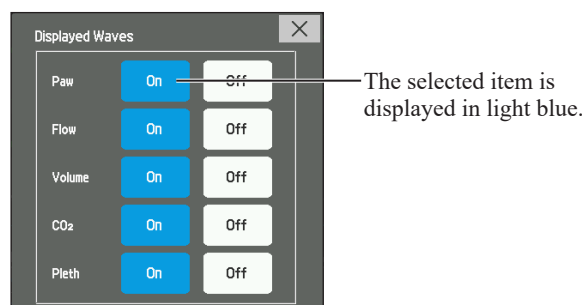 Displayed Waves
Paw On Off
Flow On Off
Volume On Off
CO₂ On Off
Pleth On Off
The selected item is
displayed in light blue.